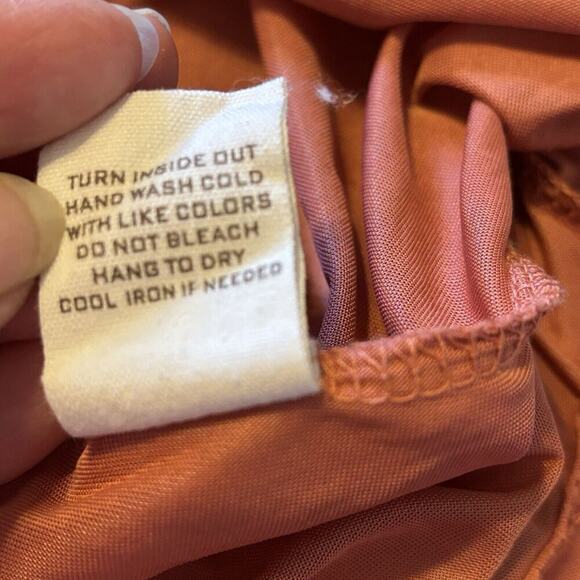 TURN INSIDE OUT
HAND WASH COLD
WITH LIKE COLORS
DO NOT BLEACH
HANG TO DRY
COOL IRON IF NEEDED